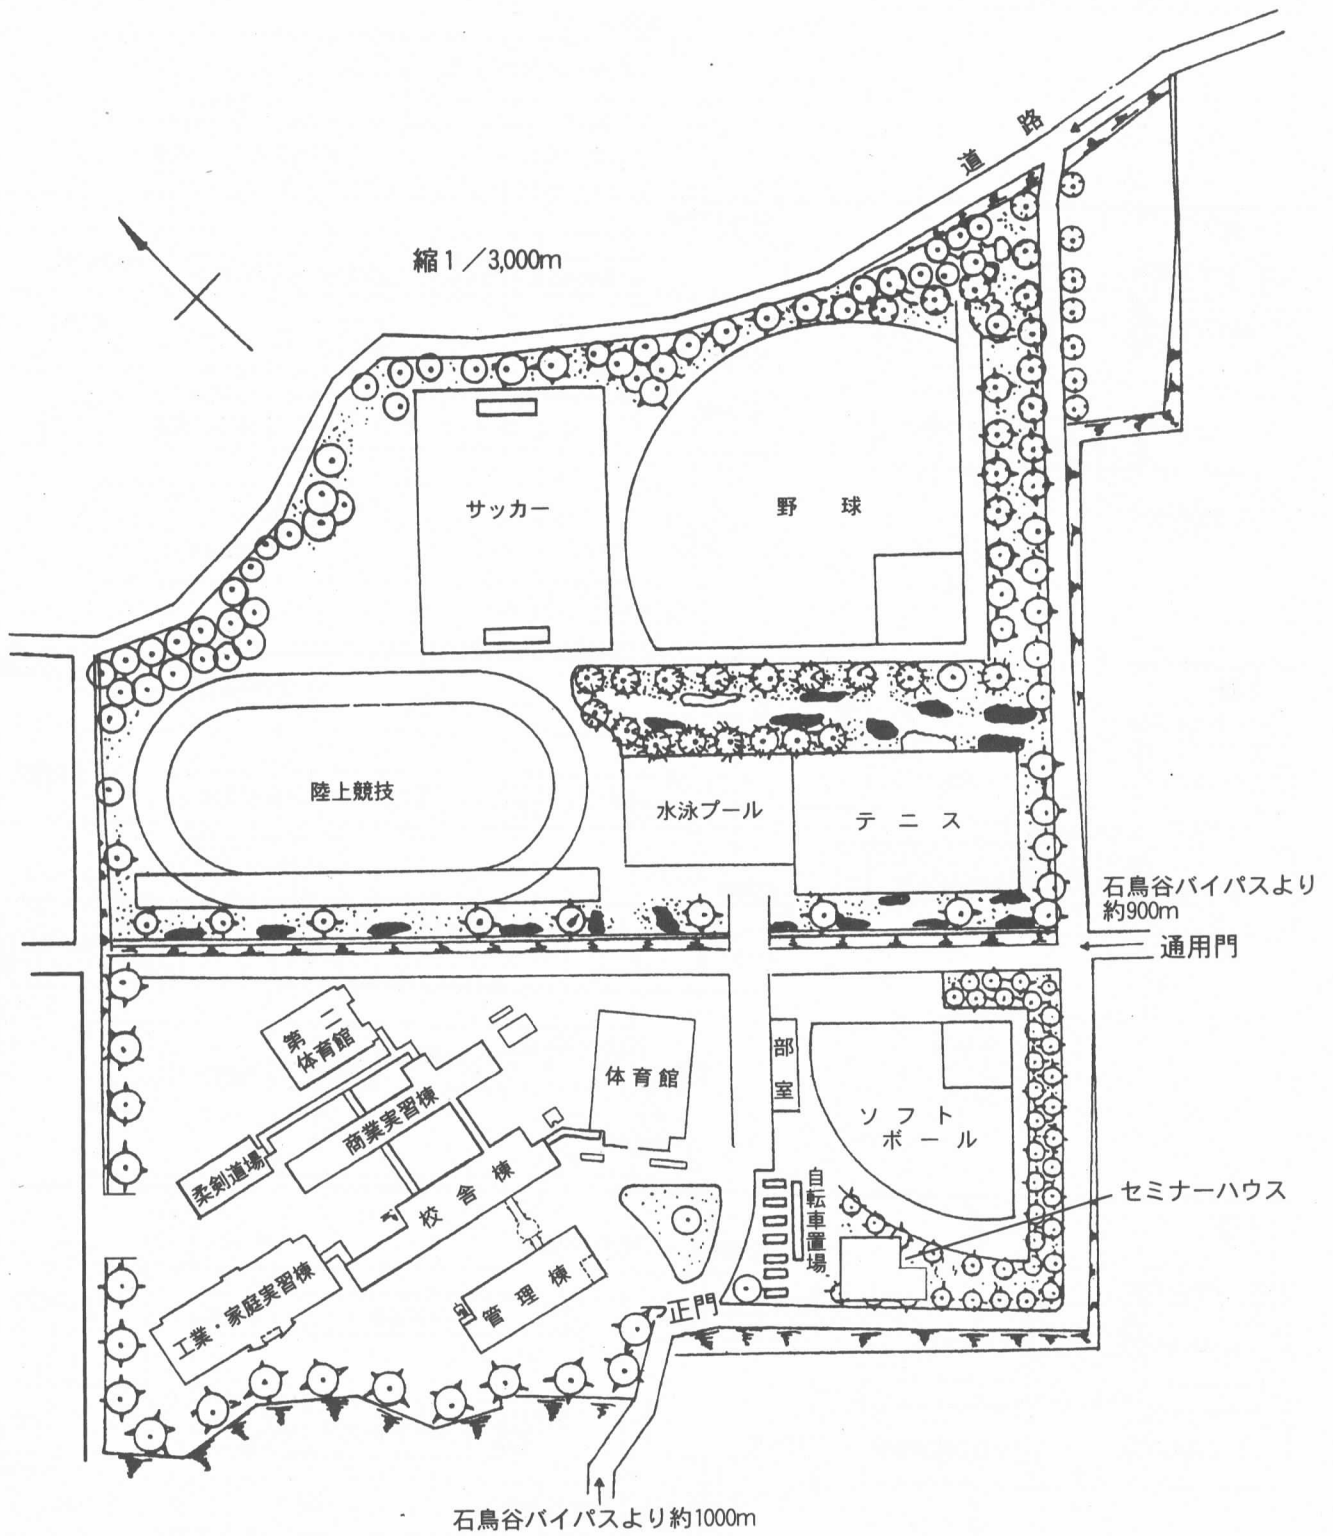 道路
縮1/3,000m
サッカー
野球
陸上競技
水泳プール
テニス
石鳥谷バイパスより
約900m
通用門
第二
体育館
体育館
部室
商業実習棟
ソフト
ボール
柔剣道場
校舎棟
自転車置場
セミナーハウス
工業・家庭実習棟
管理棟
正門
石鳥谷バイパスより約1000m